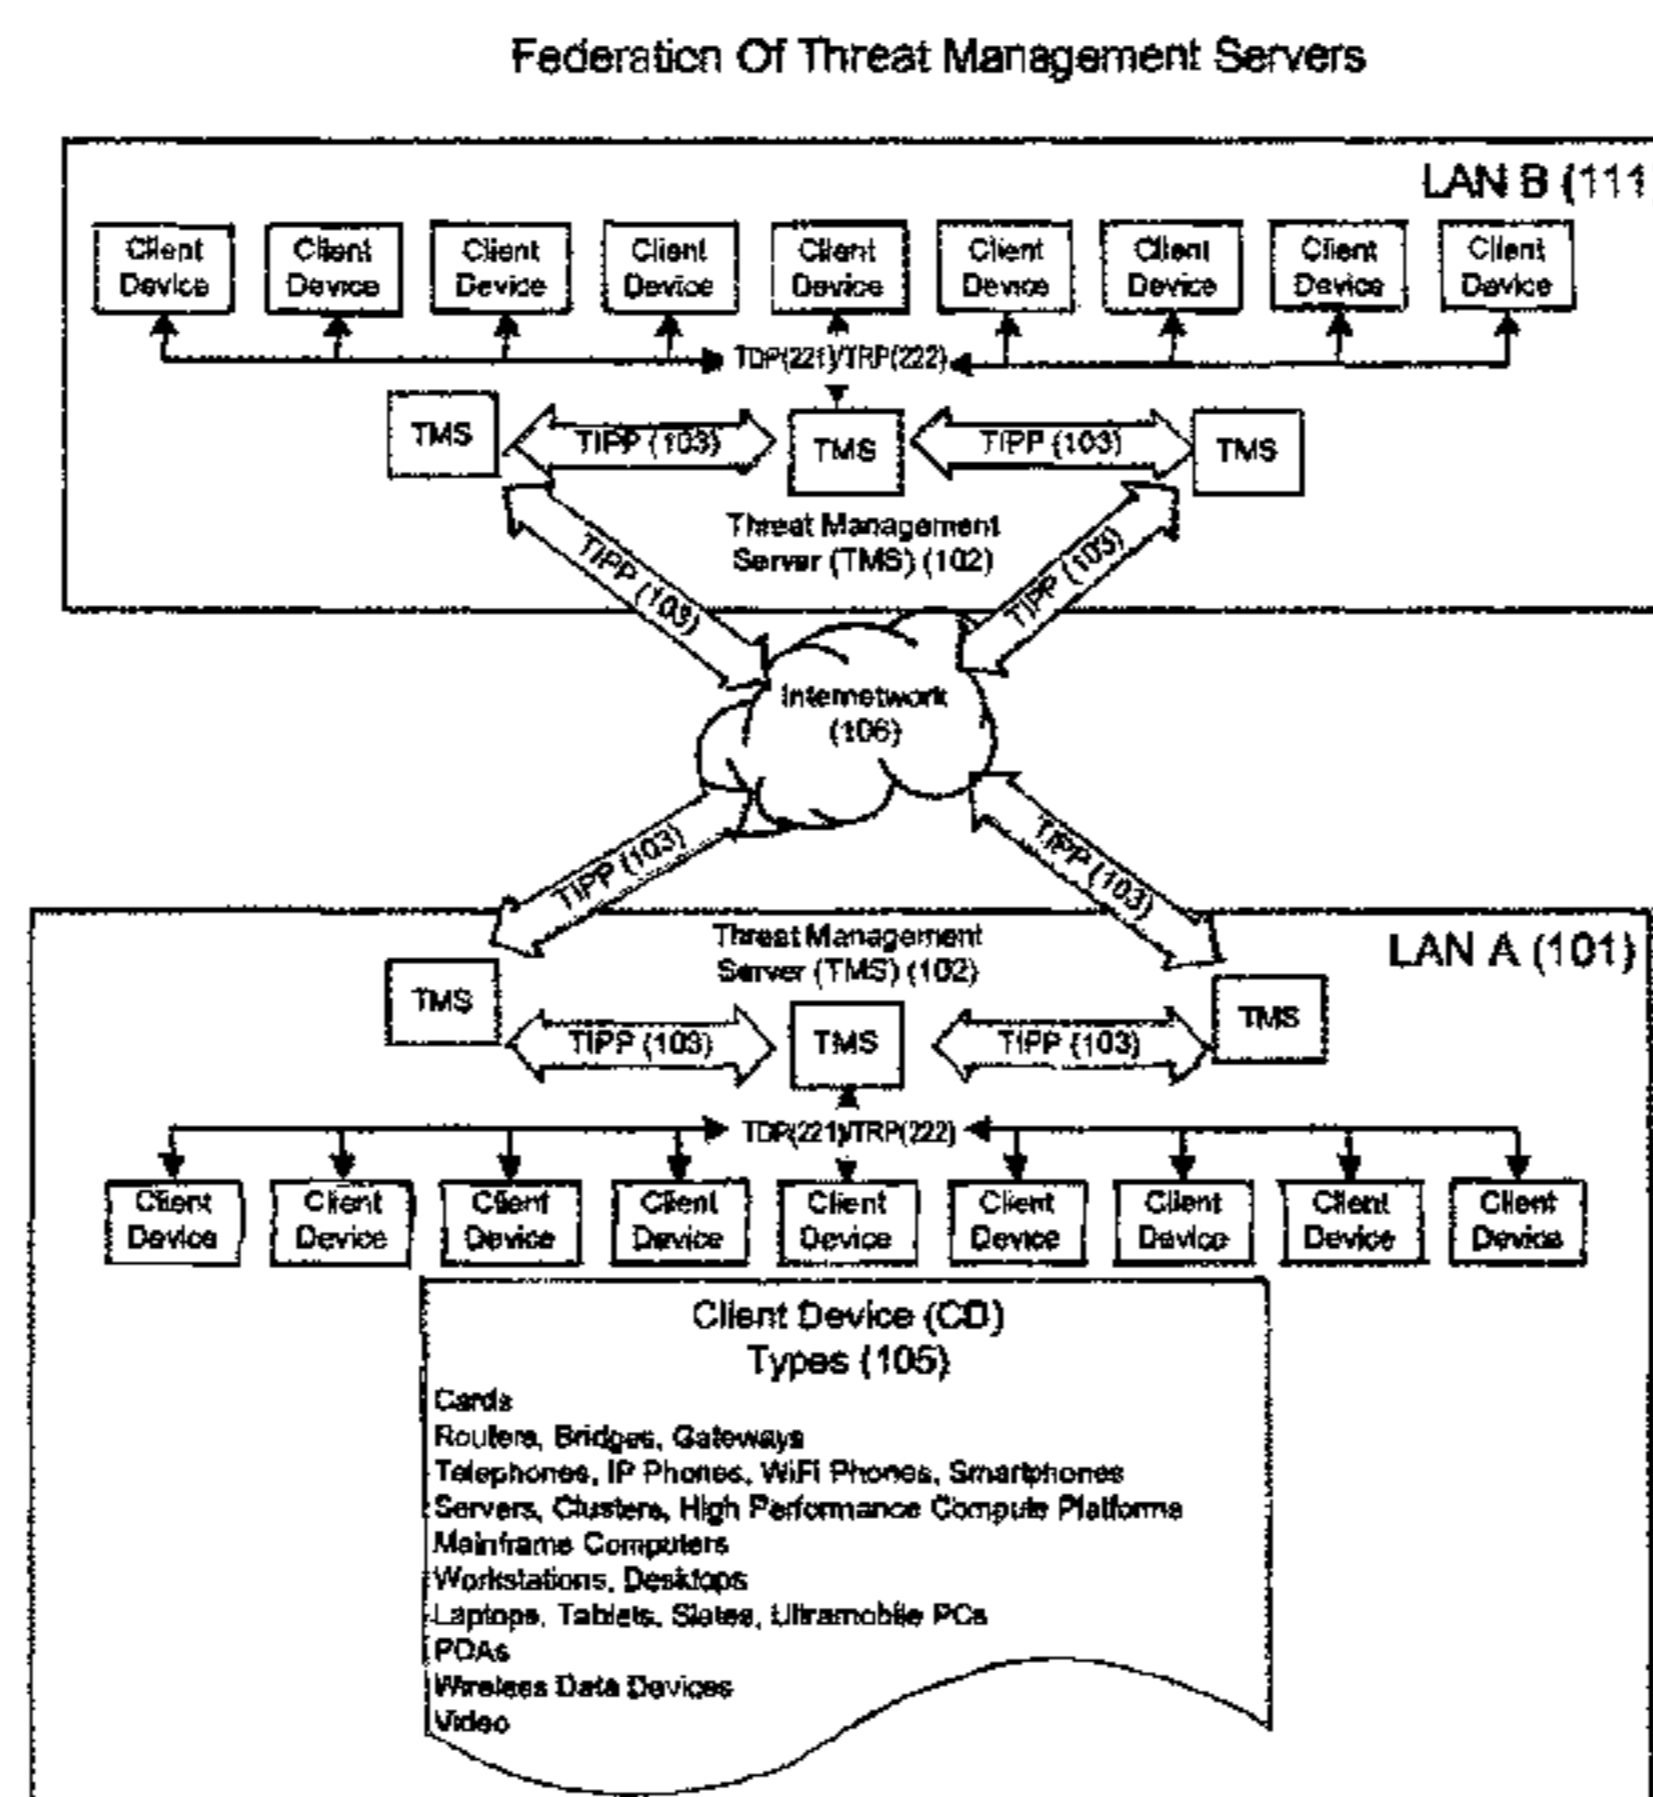 Federation Of Threat Management Servers
LAN B (111
Client Device
Client Device
Client Device
Client Device
Client Device
Client Device
Client Device
Client Device
Client Device
TDP(221)/TRP(222)
TMS
TIPP (103)
TMS
TIPP (103)
TMS
Threat Management
Server (TMS) (102)
TIPP (103)
TIPP (103)
Internetwork
(106)
TIPP (103)
TIPP (103)
LAN A (101)
Threat Management
Server (TMS) (102)
TMS
TIPP (103)
TMS
TIPP (103)
TMS
TDP(221)/TRP(222)
Client Device
Client Device
Client Device
Client Device
Client Device
Client Device
Client Device
Client Device
Client Device
Client Device (CD)
Types (105)
Cards
Routers, Bridges, Gateways
Telephones, IP Phones, WiFi Phones, Smartphones
Servers, Clusters, High Performance Compute Platforms
Mainframe Computers
Workstations, Desktops
Laptops, Tablets, Slates, Ultramobile PCs
PDAs
Wireless Data Devices
Video